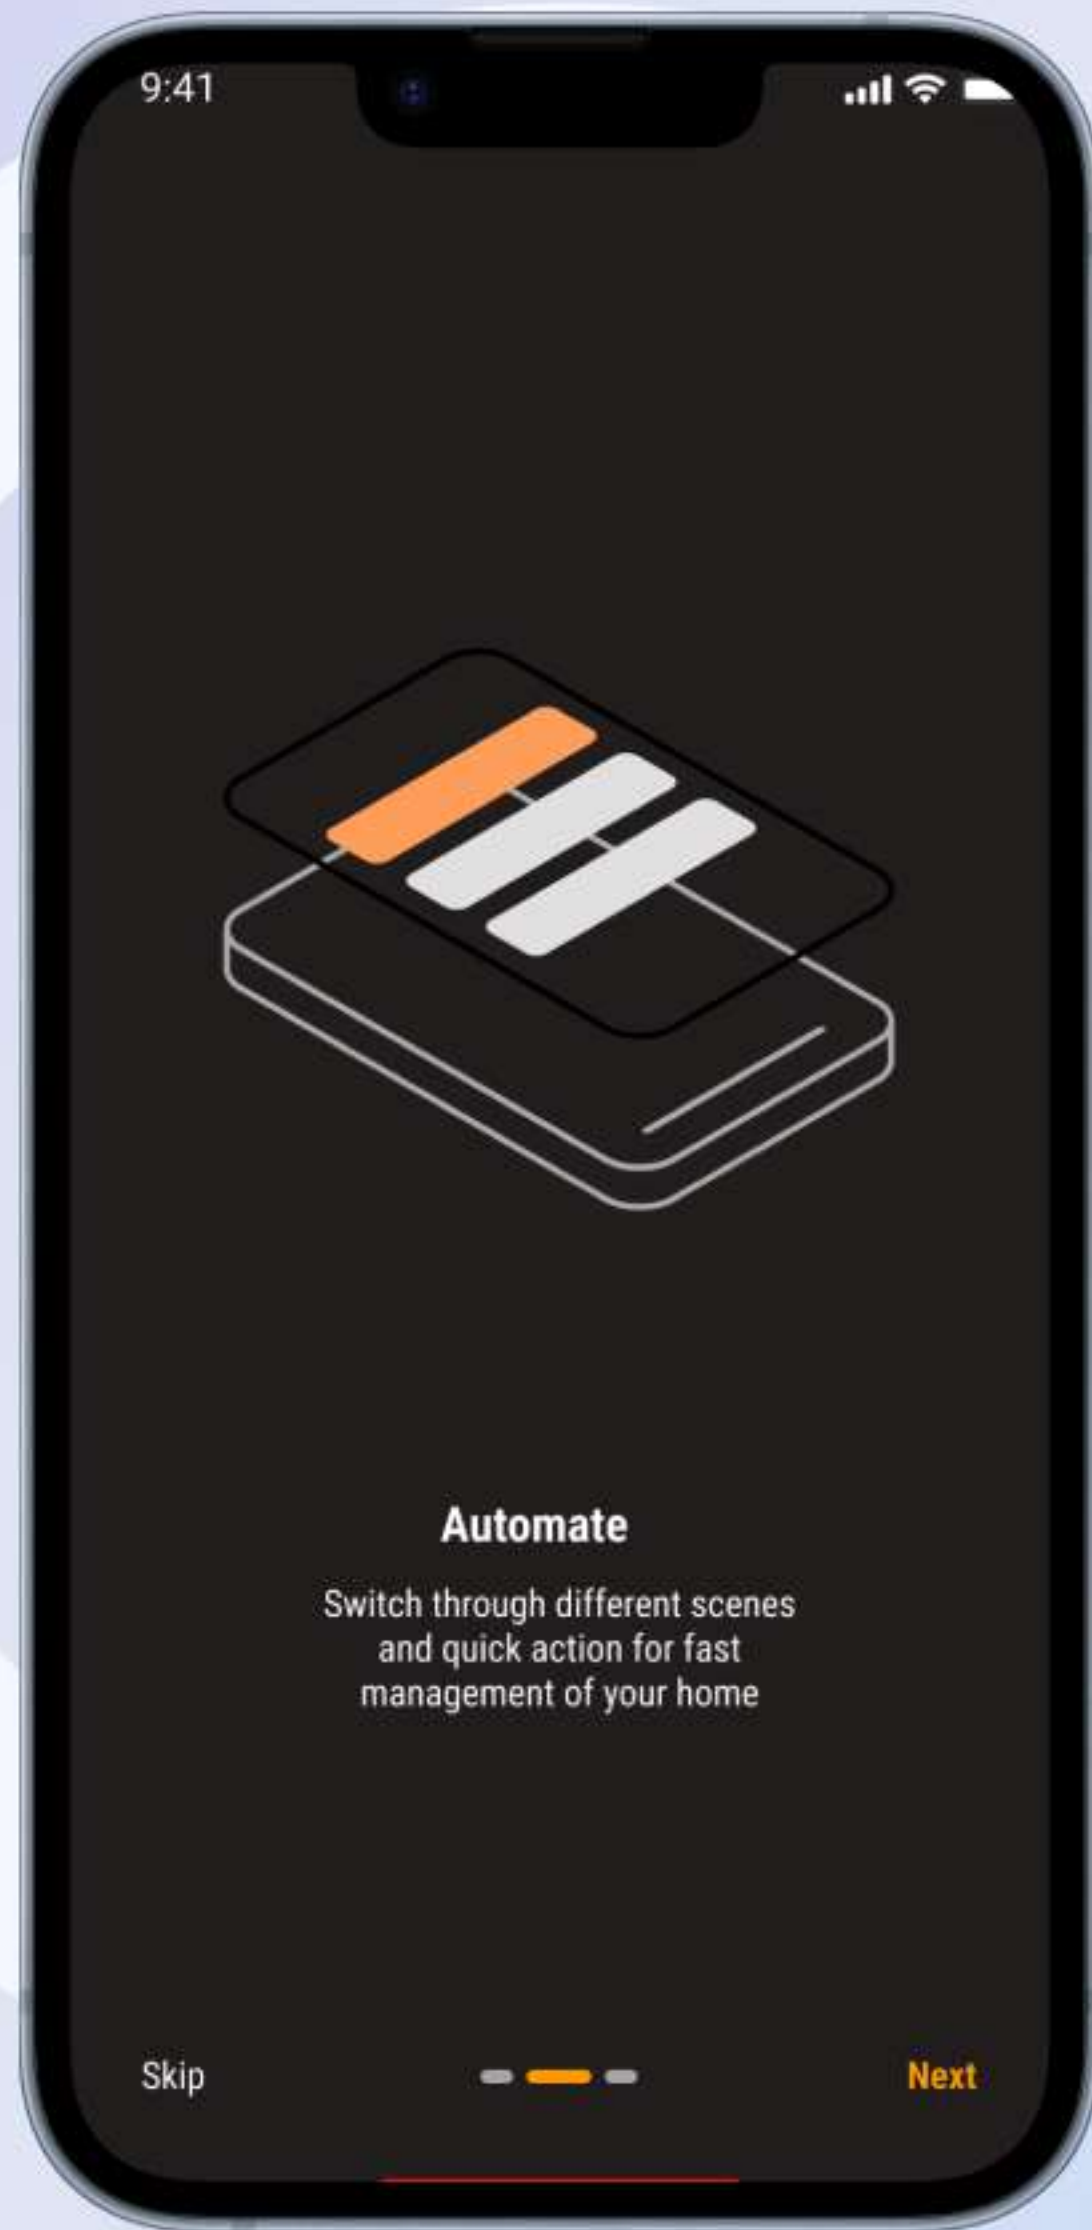 9:41
Automate
Switch through different scenes
and quick action for fast
management of your home
Skip
Next